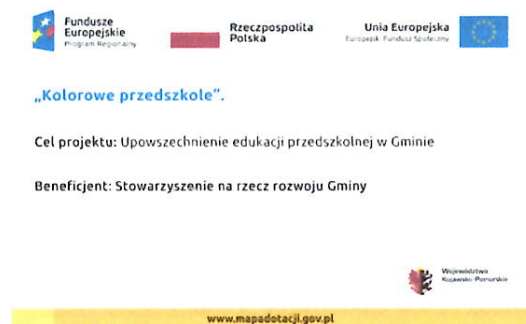 Fundusze
Europejskie
Program Regionalny
Rzeczpospolita
Polska
Unia Europejska
Europejski Fundusz Społeczny
„Kolorowe przedszkole”.
Cel projektu: Upowszechnienie edukacji przedszkolnej w Gminie
Beneficjent: Stowarzyszenie na rzecz rozwoju Gminy
Województwo
Kujawsko-Pomorskie
www.mapadotacji.gov.pl